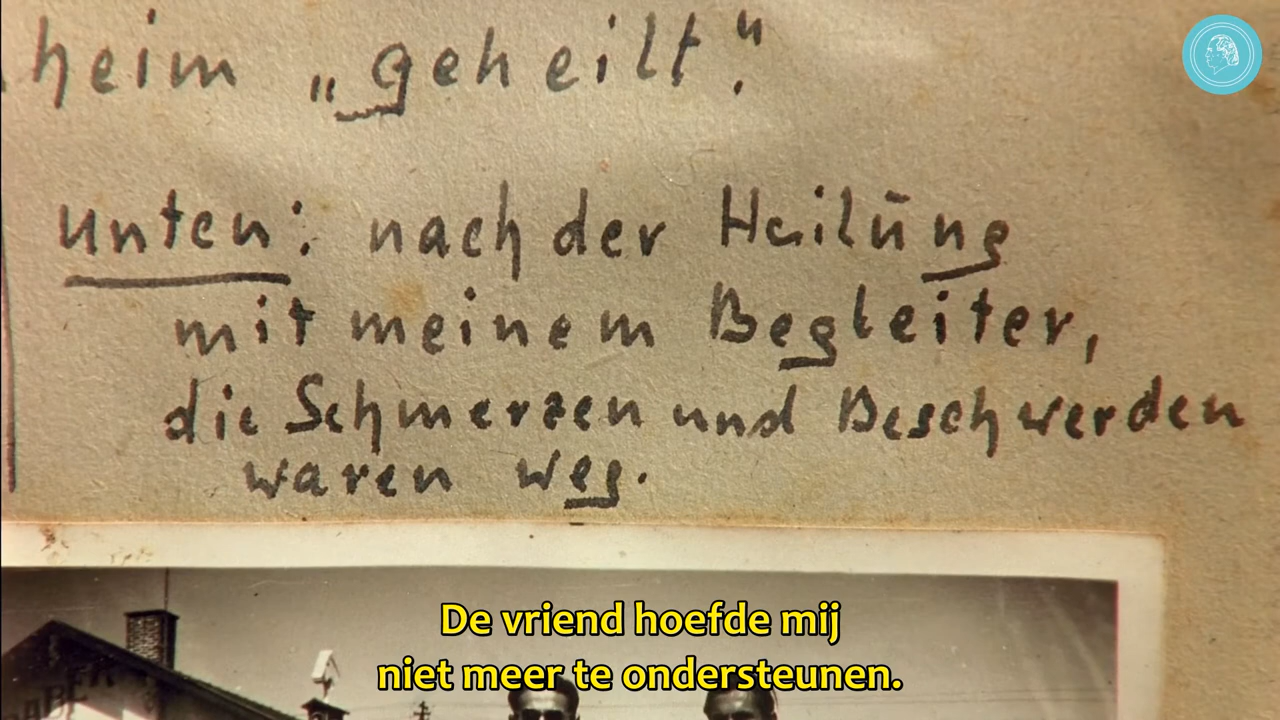 heim „geheilt."
unten: nach der Heilūng
mit meinem Begleiter,
die Schmerzen und Beschwerden
waren weg.
De vriend hoefde mij
niet meer te ondersteunen.